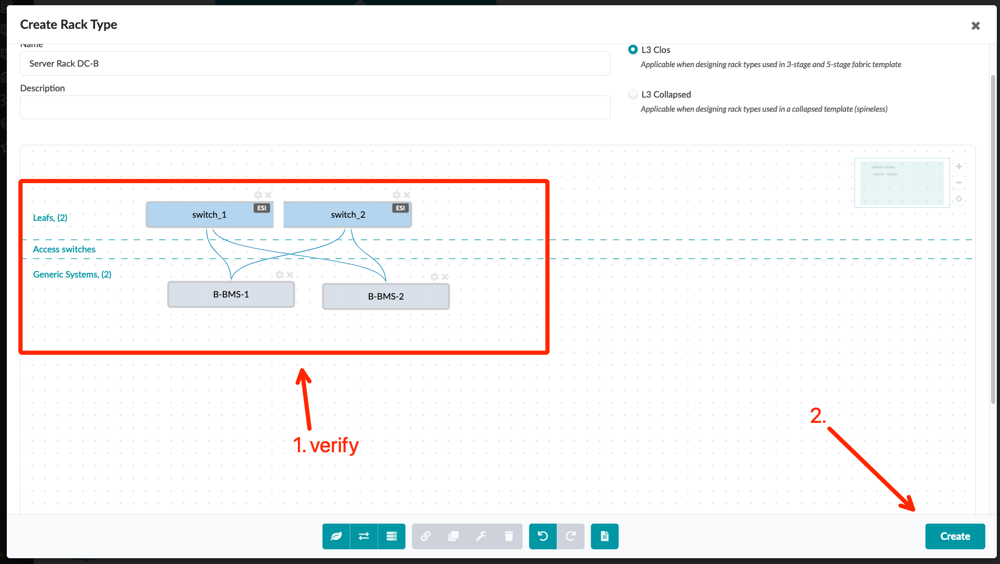 Create Rack Type
Name
Server Rack DC-B
Description
L3 Clos
Applicable when designing rack types used in 3-stage and 5-stage fabric template
L3 Collapsed
Applicable when designing rack types used in a collapsed template (spineless)
Leafs, (2)
switch_1
ESI
switch_2
ESI
Access switches
Generic Systems, (2)
B-BMS-1
B-BMS-2
1. verify
2.
Create